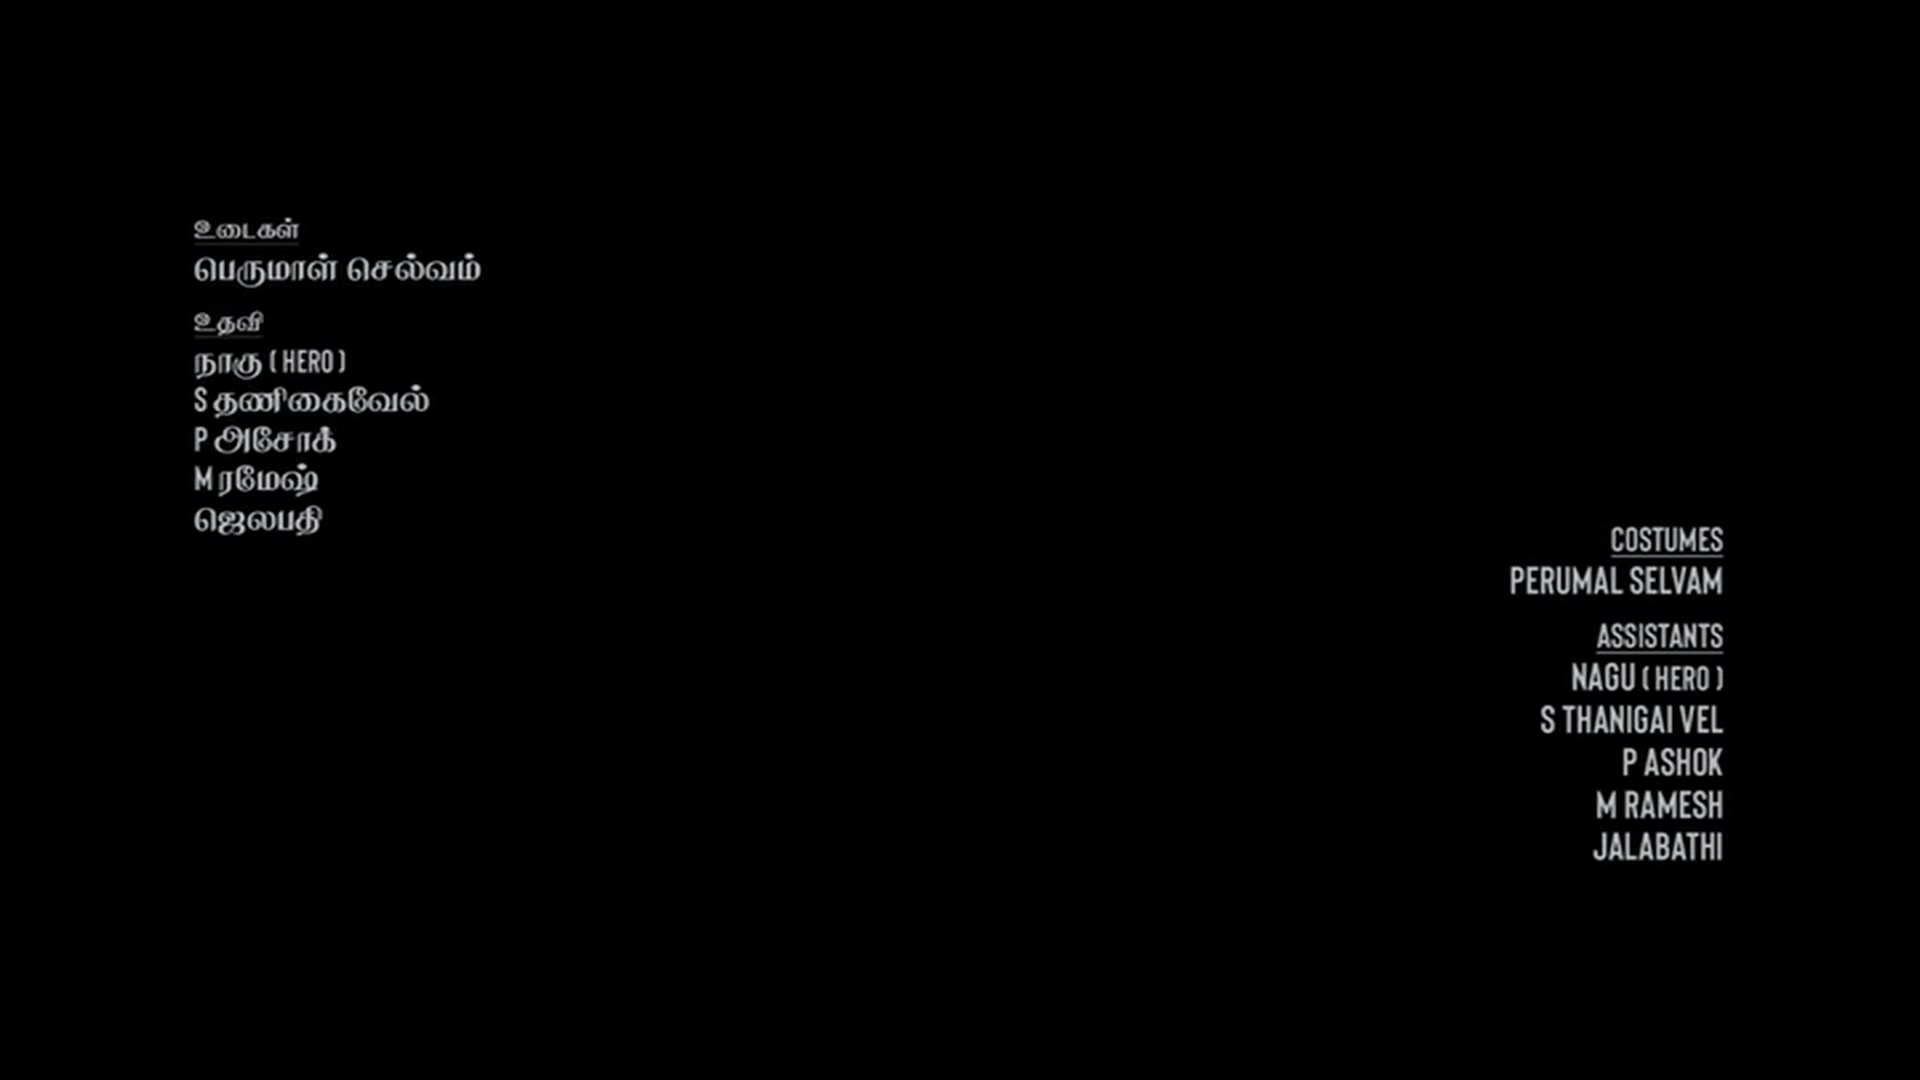 உடைகள்
பெருமாள் செல்வம்
உதவி
நாகு ( HERO )
S தணிகைவேல்
P அசோக்
M ரமேஷ்
ஜெலபதி
COSTUMES
PERUMAL SELVAM
ASSISTANTS
NAGU ( HERO )
S THANIGAI VEL
P ASHOK
M RAMESH
JALABATHI